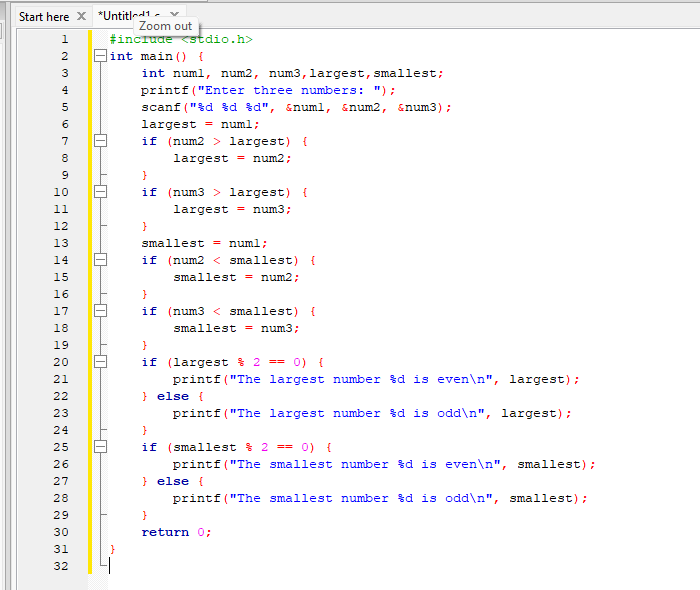 Start here X *Untitled1.c X
Zoom out
1 #include <stdio.h>
2 int main() {
3 int num1, num2, num3,largest,smallest;
4 printf("Enter three numbers: ");
5 scanf("%d %d %d", &num1, &num2, &num3);
6 largest = num1;
7 if (num2 > largest) {
8 largest = num2;
9 }
10 if (num3 > largest) {
11 largest = num3;
12 }
13 smallest = num1;
14 if (num2 < smallest) {
15 smallest = num2;
16 }
17 if (num3 < smallest) {
18 smallest = num3;
19 }
20 if (largest % 2 == 0) {
21 printf("The largest number %d is even\n", largest);
22 } else {
23 printf("The largest number %d is odd\n", largest);
24 }
25 if (smallest % 2 == 0) {
26 printf("The smallest number %d is even\n", smallest);
27 } else {
28 printf("The smallest number %d is odd\n", smallest);
29 }
30 return 0;
31 }
32